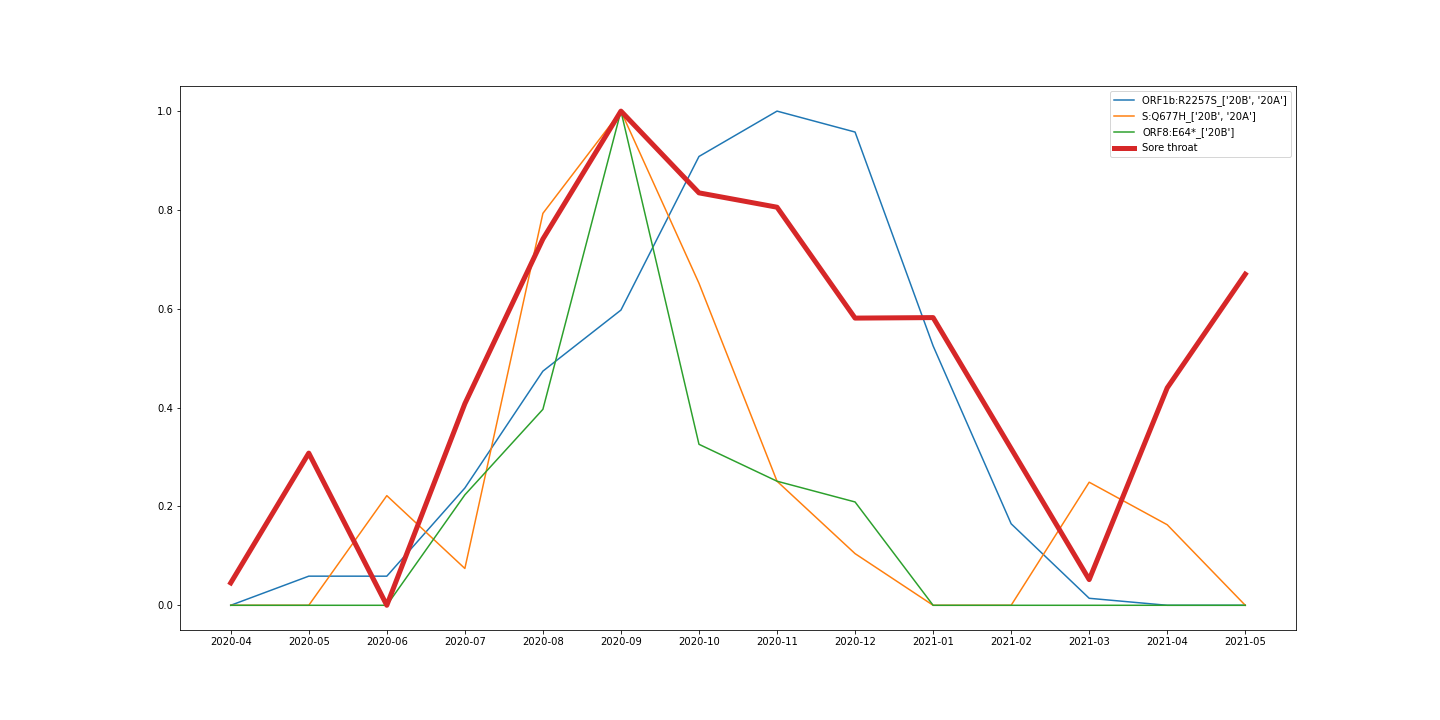 ORF1b:R2257S_['20B', '20A']
S:Q677H_['20B', '20A']
ORF8:E64*_['20B']
Sore throat
1.0
0.8
0.6
0.4
0.2
0.0
2020-04 2020-05 2020-06 2020-07 2020-08 2020-09 2020-10 2020-11 2020-12 2021-01 2021-02 2021-03 2021-04 2021-05